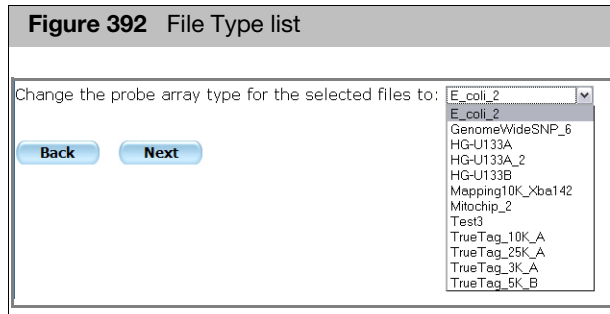 Figure 392 File Type list
Change the probe array type for the selected files to: E_coli_2
E_coli_2
GenomeWideSNP_6
HG-U133A
HG-U133A_2
HG-U133B
Mapping10K_Xba142
Mitochip_2
Test3
TrueTag_10K_A
TrueTag_25K_A
TrueTag_3K_A
TrueTag_5K_B
Back Next